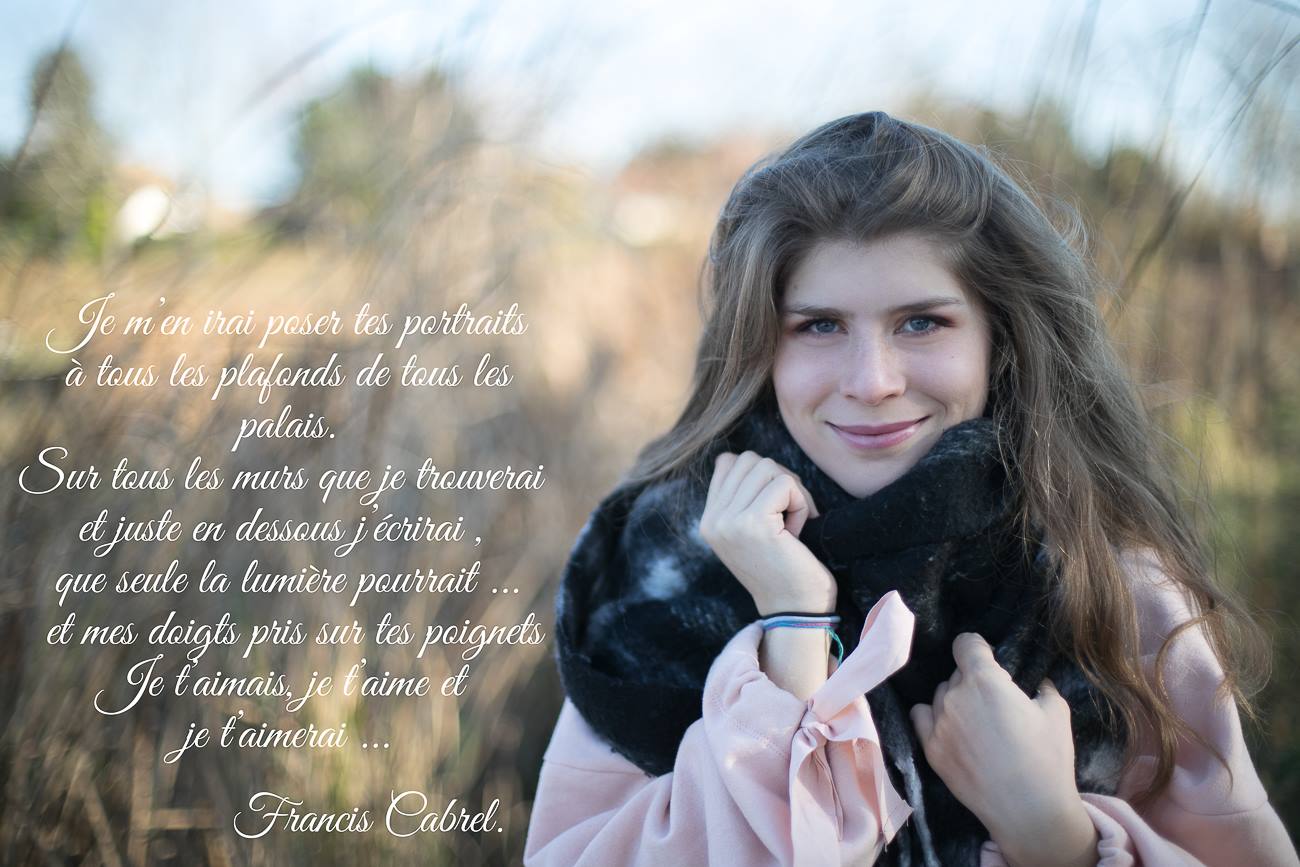 Je m'en irai poser tes portraits
à tous les plafonds de tous les
palais.
Sur tous les murs que je trouverai
et juste en dessous j'écrirai ,
que seule la lumière pourrait ...
et mes doigts pris sur tes poignets
Je t'aimais, je t'aime et
je t'aimerai ...
Francis Cabrel.